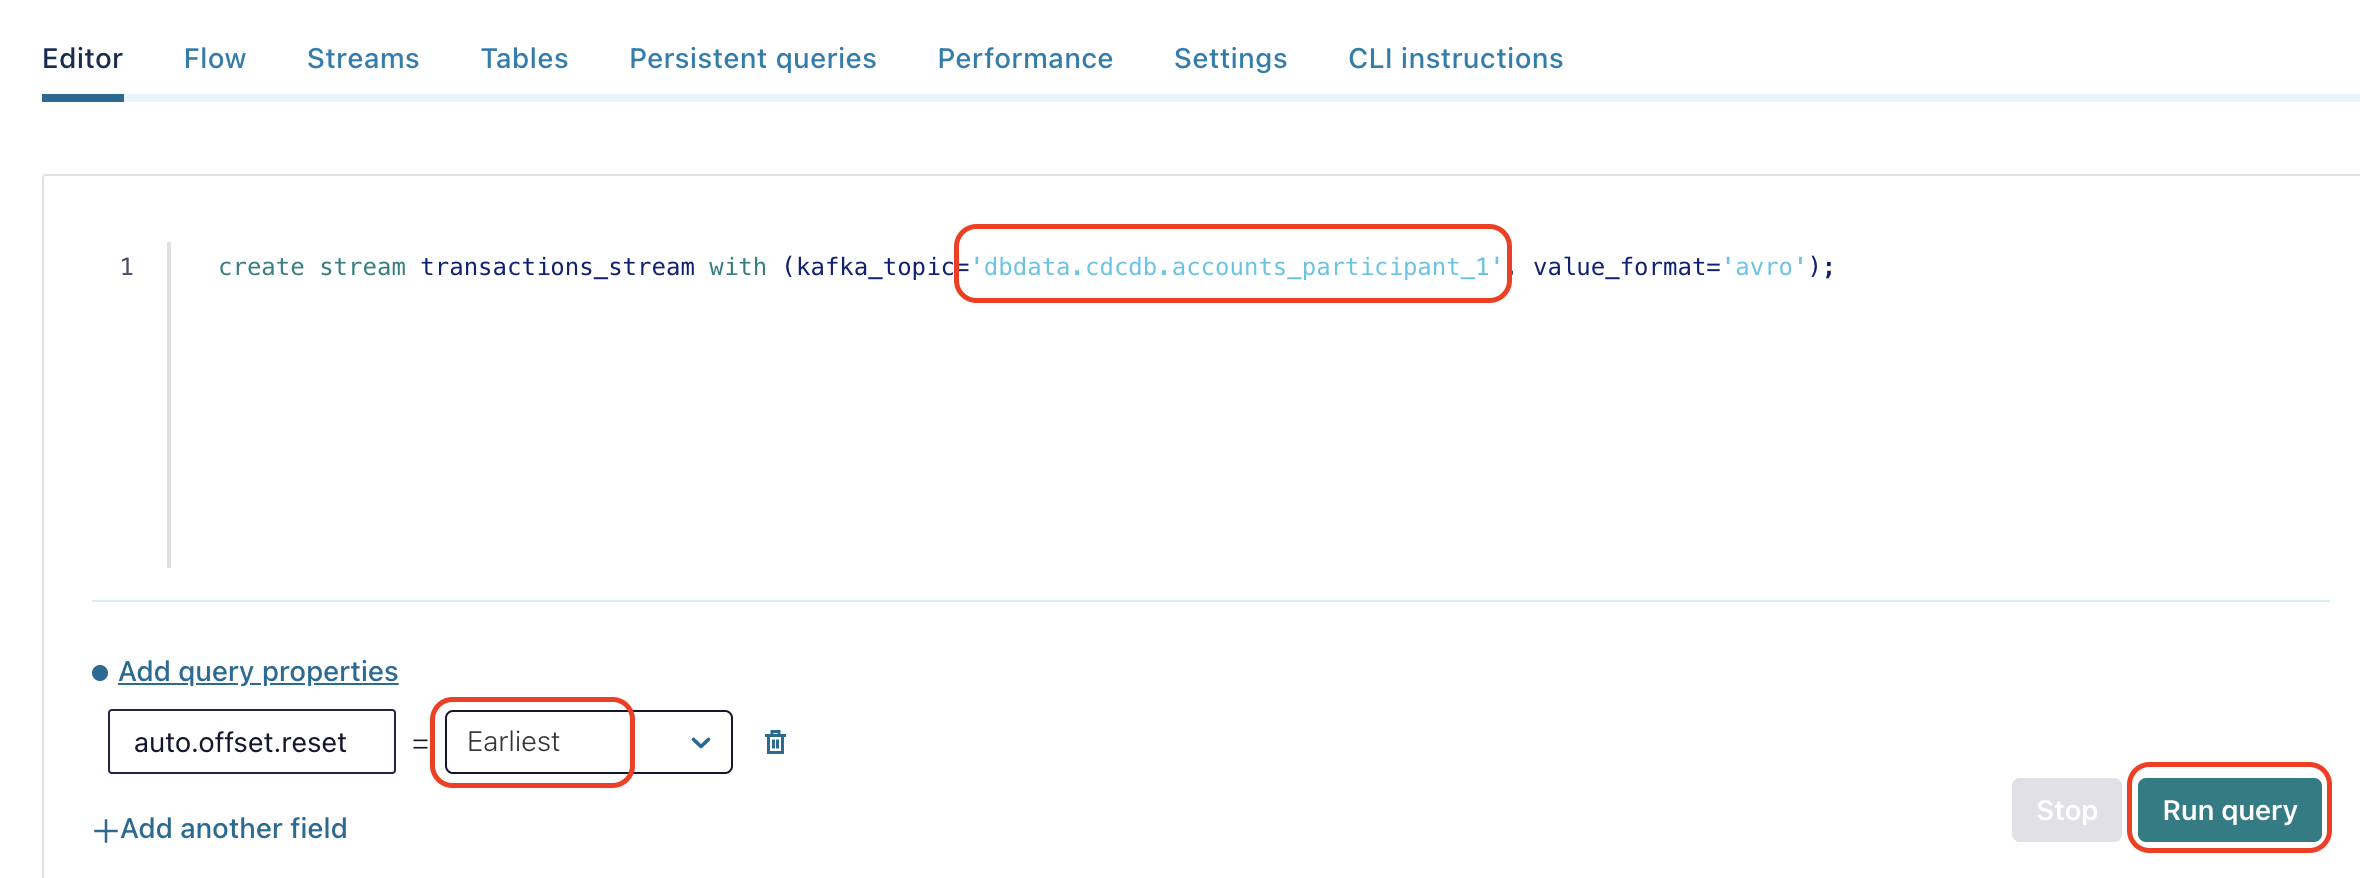 Editor Flow Streams Tables Persistent queries Performance Settings CLI instructions
1 create stream transactions_stream with (kafka_topic='dbdata.cdcdb.accounts_participant_1', value_format='avro');
Add query properties
auto.offset.reset = Earliest
+Add another field
Stop Run query